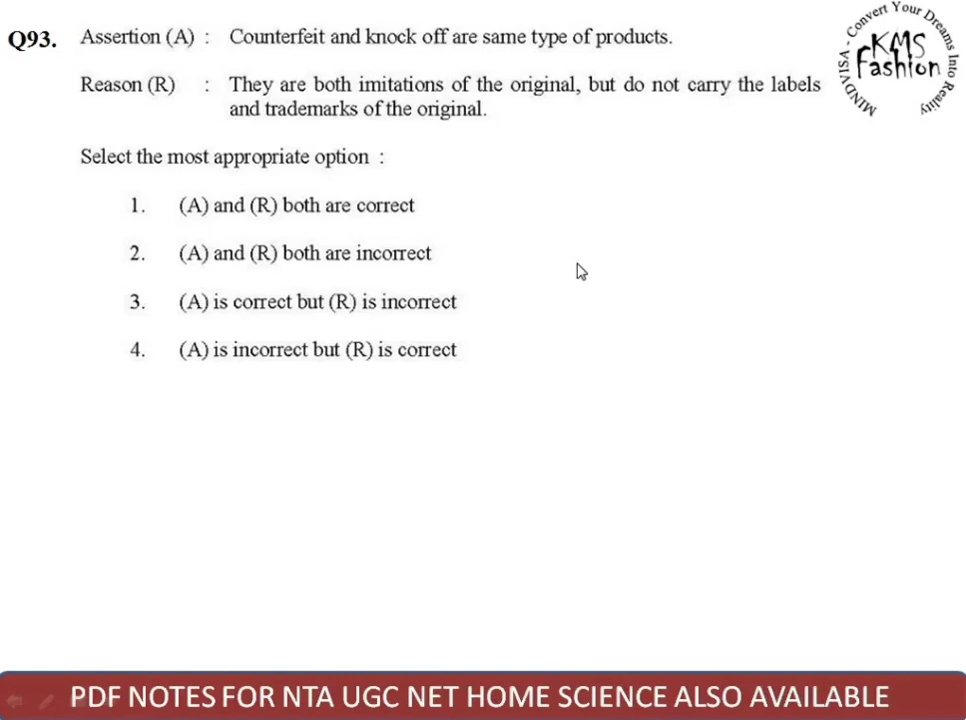 Q93. Assertion (A) : Counterfeit and knock off are same type of products.
Reason (R) : They are both imitations of the original, but do not carry the labels
and trademarks of the original.
Select the most appropriate option :
1. (A) and (R) both are correct
2. (A) and (R) both are incorrect
3. (A) is correct but (R) is incorrect
4. (A) is incorrect but (R) is correct
MINDVISA - Convert Your Dreams Into Reality
KMS
Fashion
PDF NOTES FOR NTA UGC NET HOME SCIENCE ALSO AVAILABLE